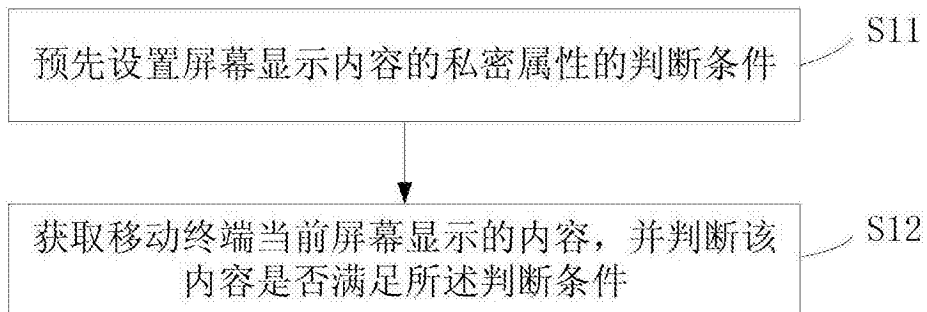 预先设置屏幕显示内容的私密属性的判断条件
S11
获取移动终端当前屏幕显示的内容，并判断该
内容是否满足所述判断条件
S12